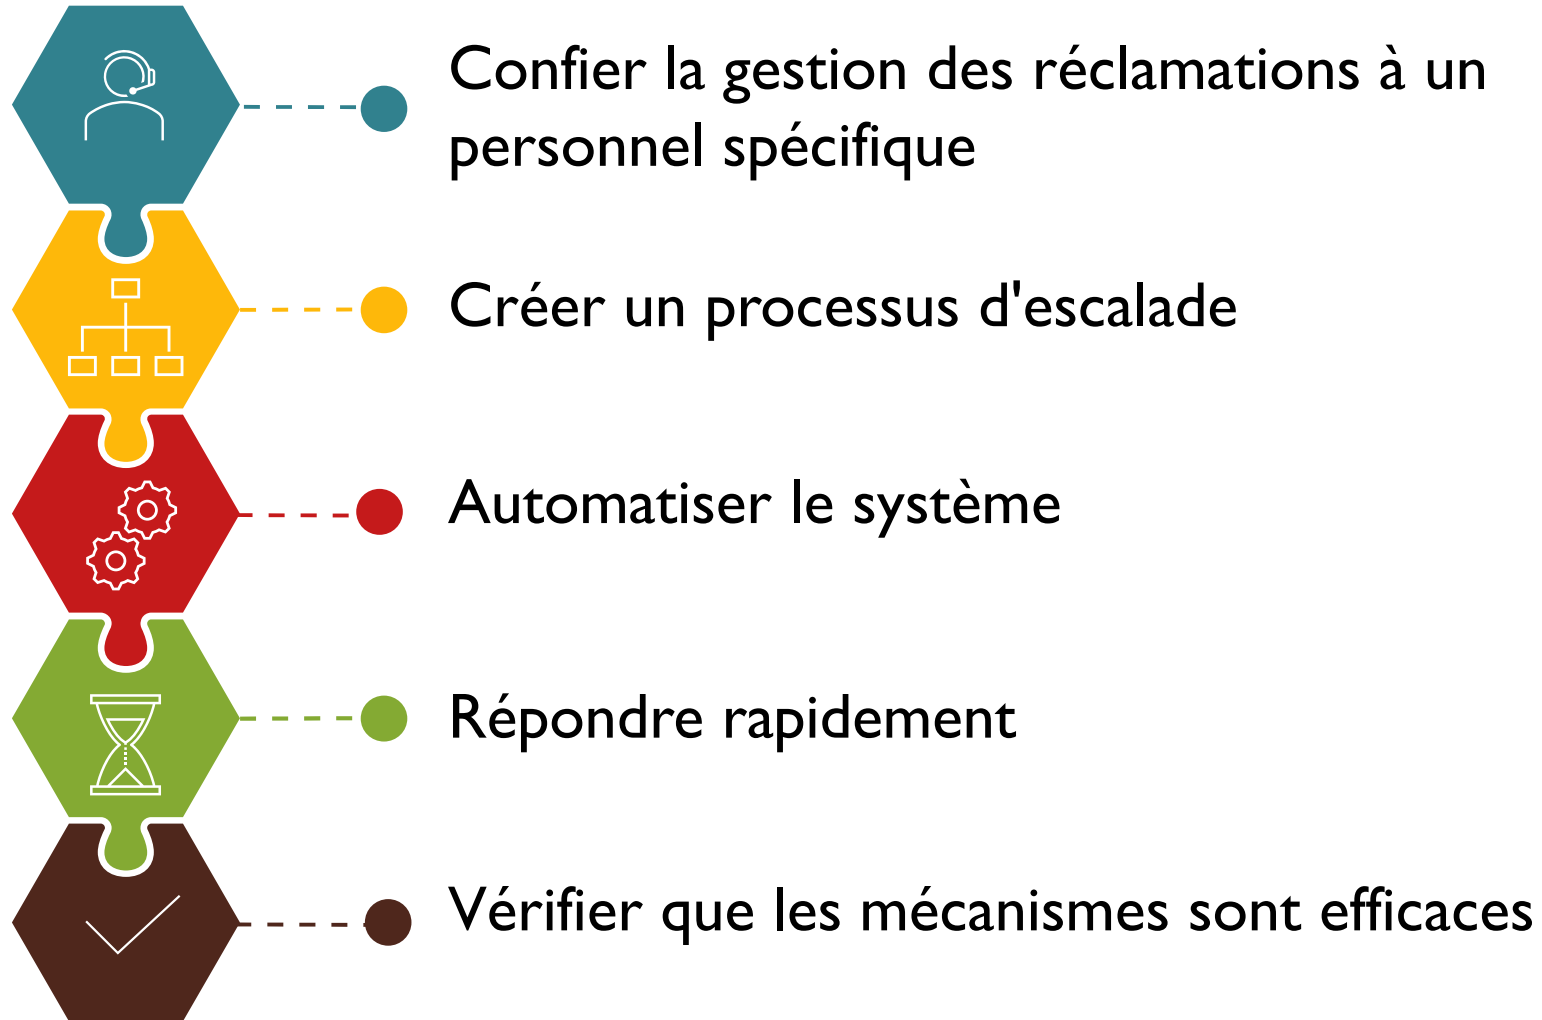 Confier la gestion des réclamations à un
personnel spécifique
Créer un processus d'escalade
Automatiser le système
Répondre rapidement
Vérifier que les mécanismes sont efficaces